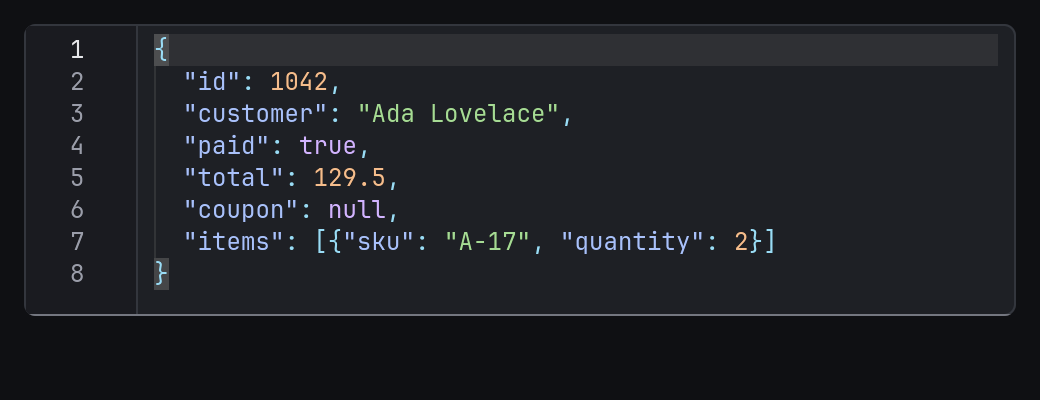 1 {
2   "id": 1042,
3   "customer": "Ada Lovelace",
4   "paid": true,
5   "total": 129.5,
6   "coupon": null,
7   "items": [{"sku": "A-17", "quantity": 2}]
8 }